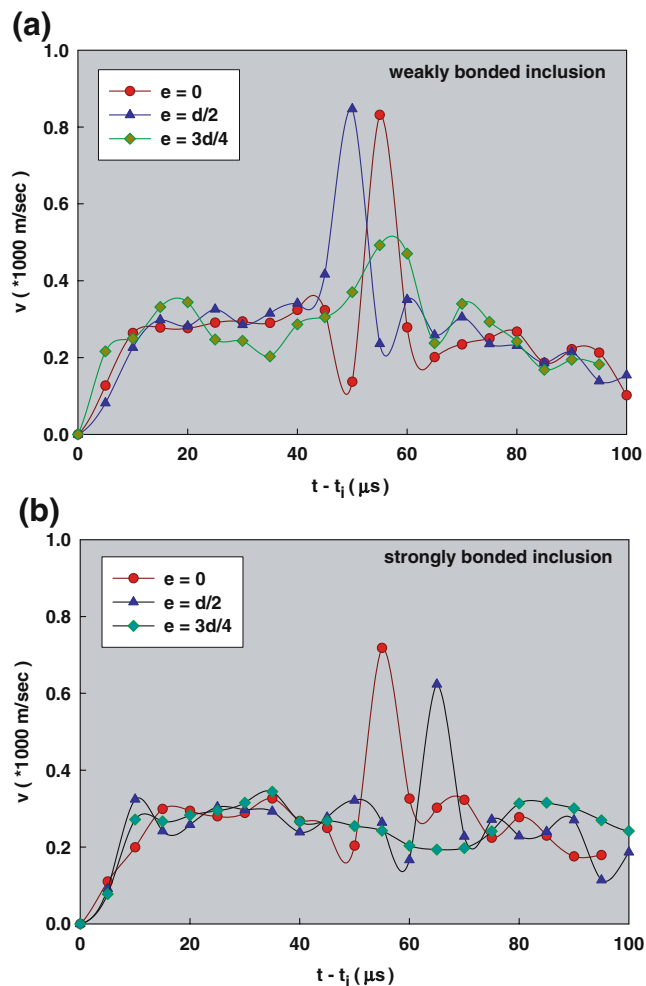 (a)
1.0
0.8
0.6
0.4
0.2
0.0
v ( *1000 m/sec )
weakly bonded inclusion
e = 0
e = d/2
e = 3d/4
0 20 40 60 80 100
t - ti ( μs )
(b)
1.0
0.8
0.6
0.4
0.2
0.0
v ( *1000 m/sec )
strongly bonded inclusion
e = 0
e = d/2
e = 3d/4
0 20 40 60 80 100
t - ti ( μs )